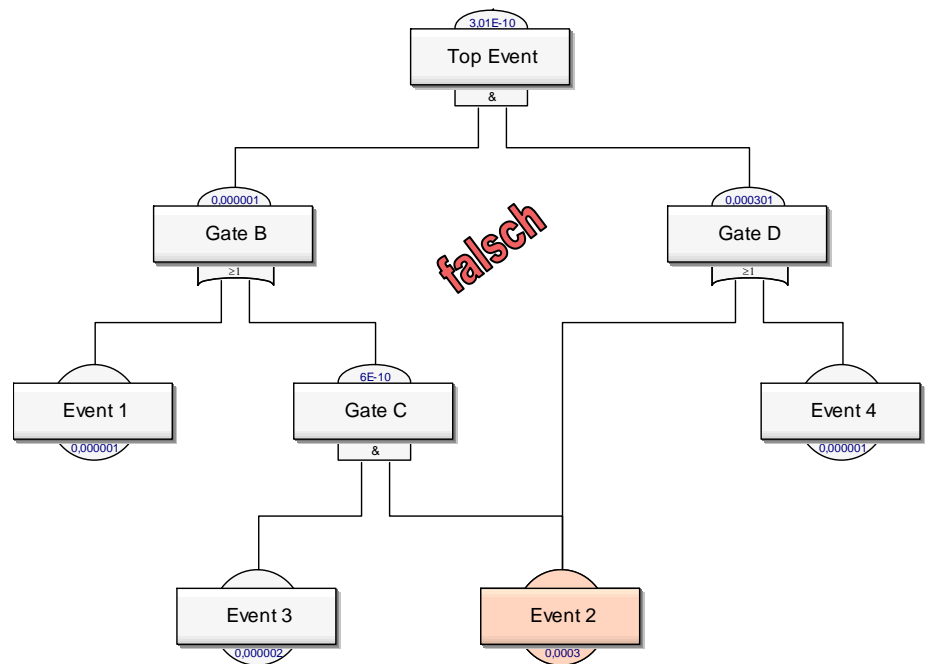 3,01E-10
Top Event
&
0,000001
0,000301
Gate B
falsch
Gate D
≥1
≥1
6E-10
Event 1
Gate C
Event 4
0,000001
&
0,000001
Event 3
Event 2
0,000002
0,0003